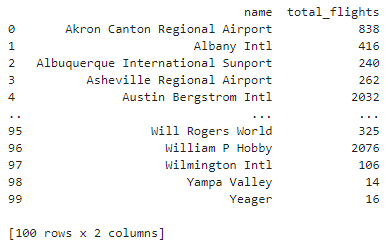 name total_flights
0 Akron Canton Regional Airport 838
1 Albany Intl 416
2 Albuquerque International Sunport 240
3 Asheville Regional Airport 262
4 Austin Bergstrom Intl 2032
.. ... ...
95 Will Rogers World 325
96 William P Hobby 2076
97 Wilmington Intl 106
98 Yampa Valley 14
99 Yeager 16
[100 rows x 2 columns]